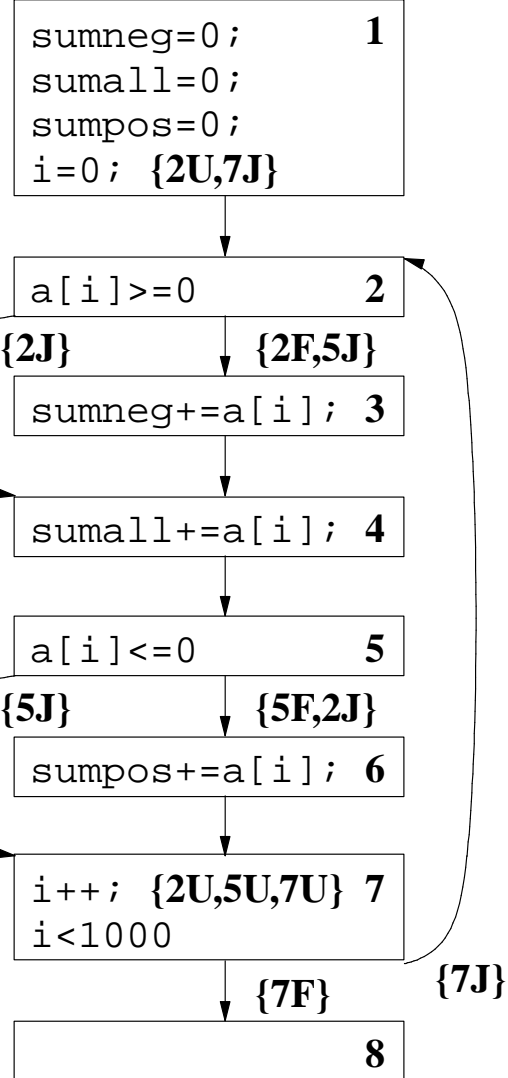 sumneg=0; 1
sumall=0;
sumpos=0;
i=0; {2U,7J}
a[i]>=0 2
{2J} {2F,5J}
sumneg+=a[i]; 3
sumall+=a[i]; 4
a[i]<=0 5
{5J} {5F,2J}
sumpos+=a[i]; 6
i++; {2U,5U,7U} 7
i<1000
{7F} {7J}
8